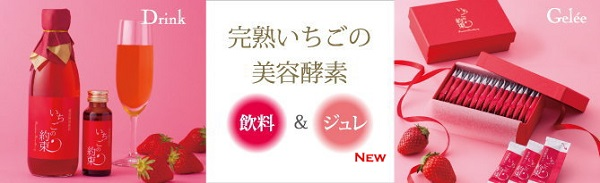 Drink
いちごの約束
いちごの約束
完熟いちごの
美容酵素
飲料 & ジュレ
New
Gelée